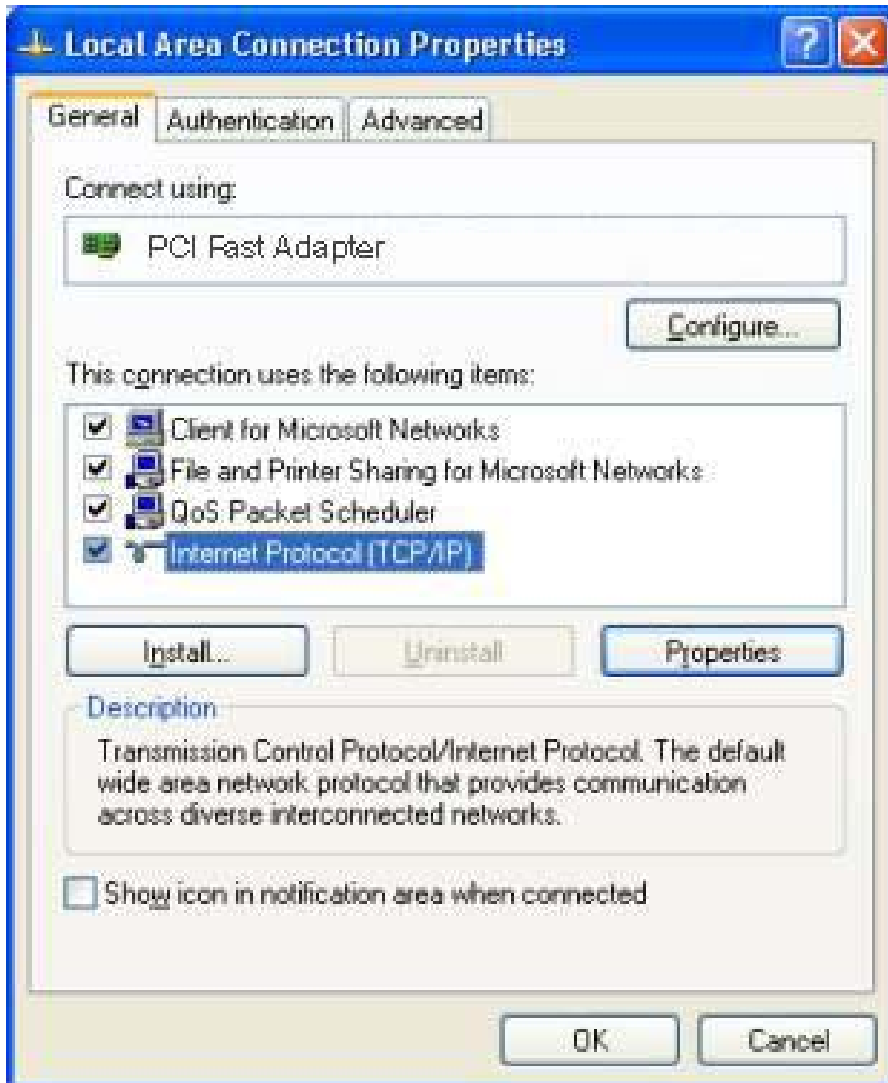 Local Area Connection Properties
General Authentication Advanced
Connect using:
PCI Fast Adapter
Configure...
This connection uses the following items:
Client for Microsoft Networks
File and Printer Sharing for Microsoft Networks
QoS Packet Scheduler
Internet Protocol (TCP/IP)
Install... Uninstall Properties
Description
Transmission Control Protocol/Internet Protocol. The default
wide area network protocol that provides communication
across diverse interconnected networks.
Show icon in notification area when connected
OK Cancel